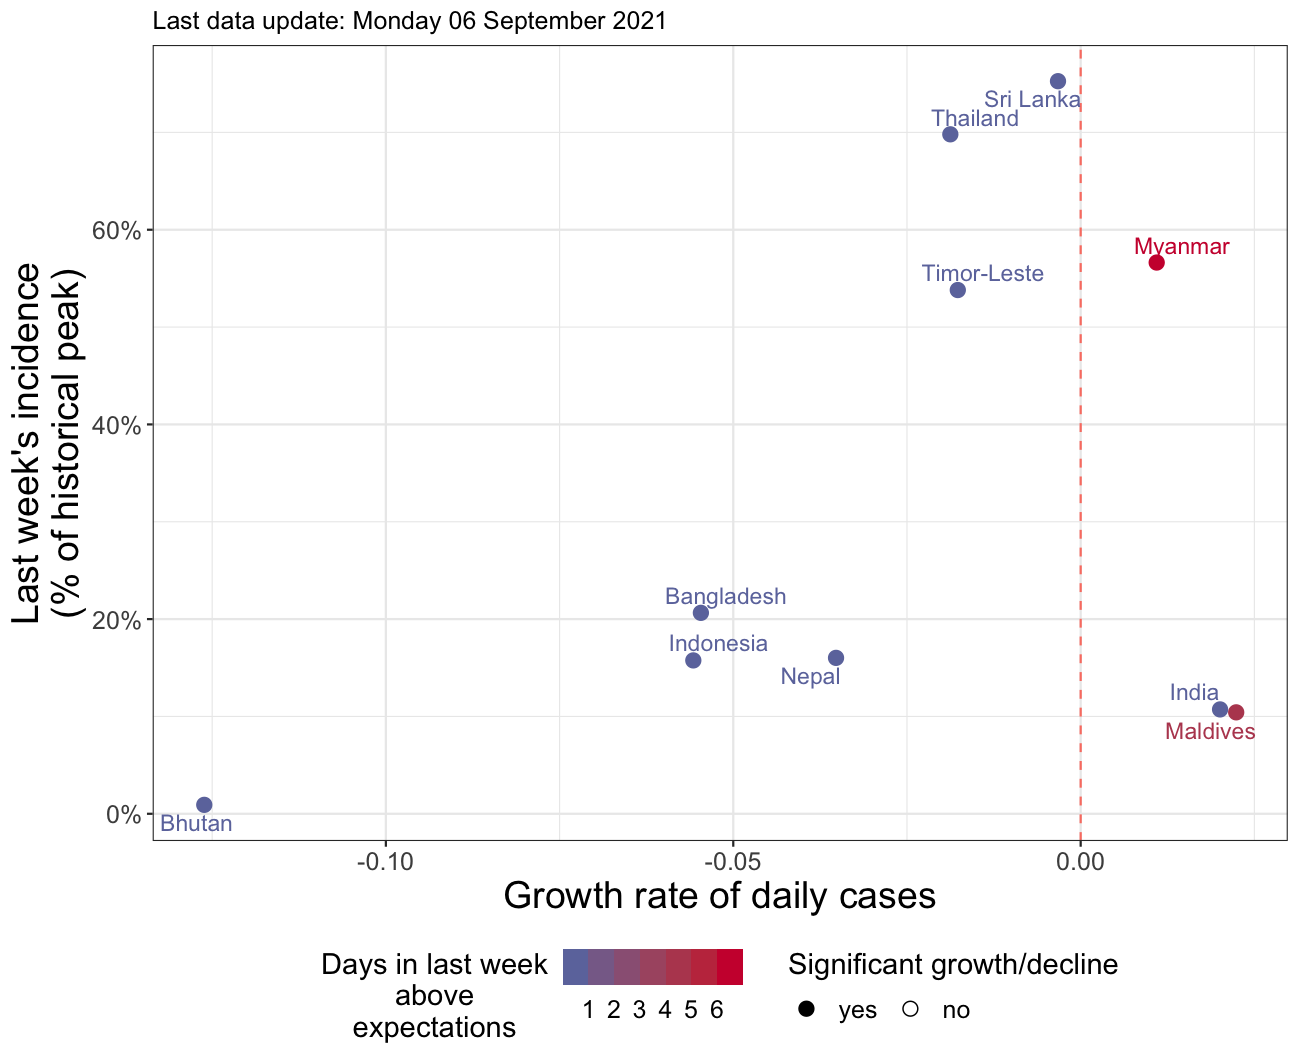 Last data update: Monday 06 September 2021
Sri Lanka
Thailand
60%
Myanmar
Timor-Leste
Last week's incidence
(% of historical peak)
40%
Bangladesh
20%
Indonesia
Nepal
India
Maldives
0%
Bhutan
-0.10 -0.05 0.00
Growth rate of daily cases
Days in last week
above
expectations
1 2 3 4 5 6
Significant growth/decline
yes no